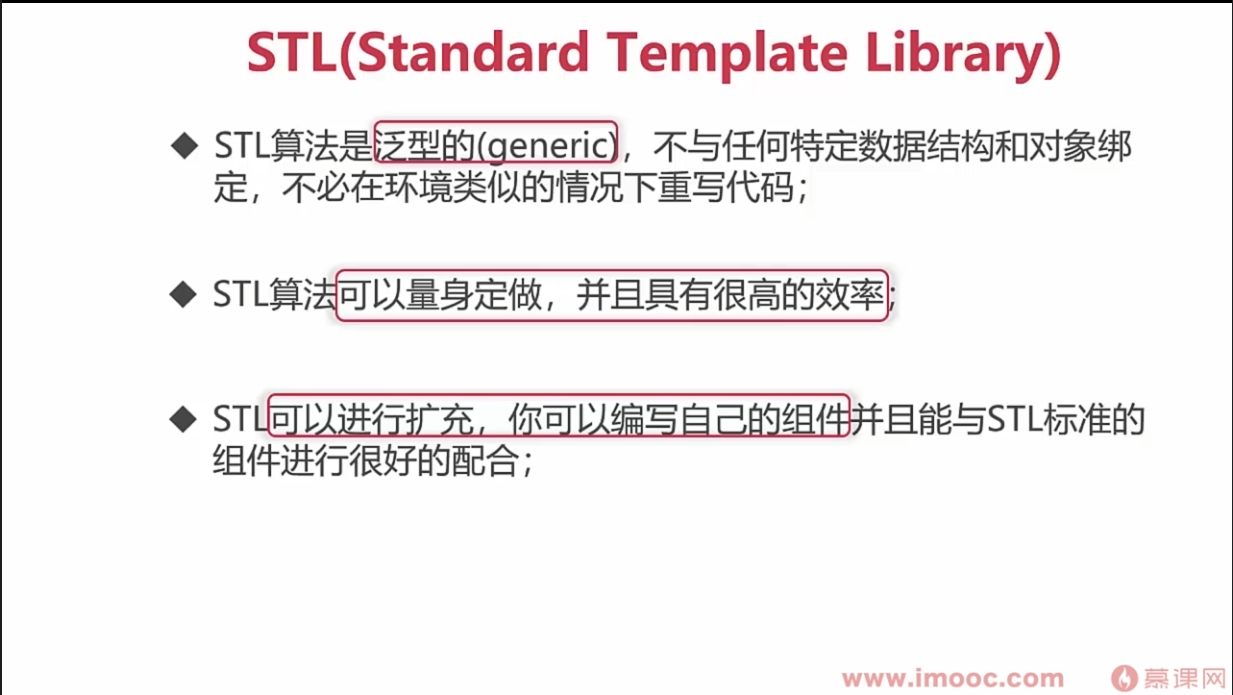 STL(Standard Template Library)
◆ STL算法是泛型的(generic)，不与任何特定数据结构和对象绑
定，不必在环境类似的情况下重写代码；
◆ STL算法可以量身定做，并且具有很高的效率；
◆ STL可以进行扩充，你可以编写自己的组件并且能与STL标准的
组件进行很好的配合；
www.imooc.com 慕课网